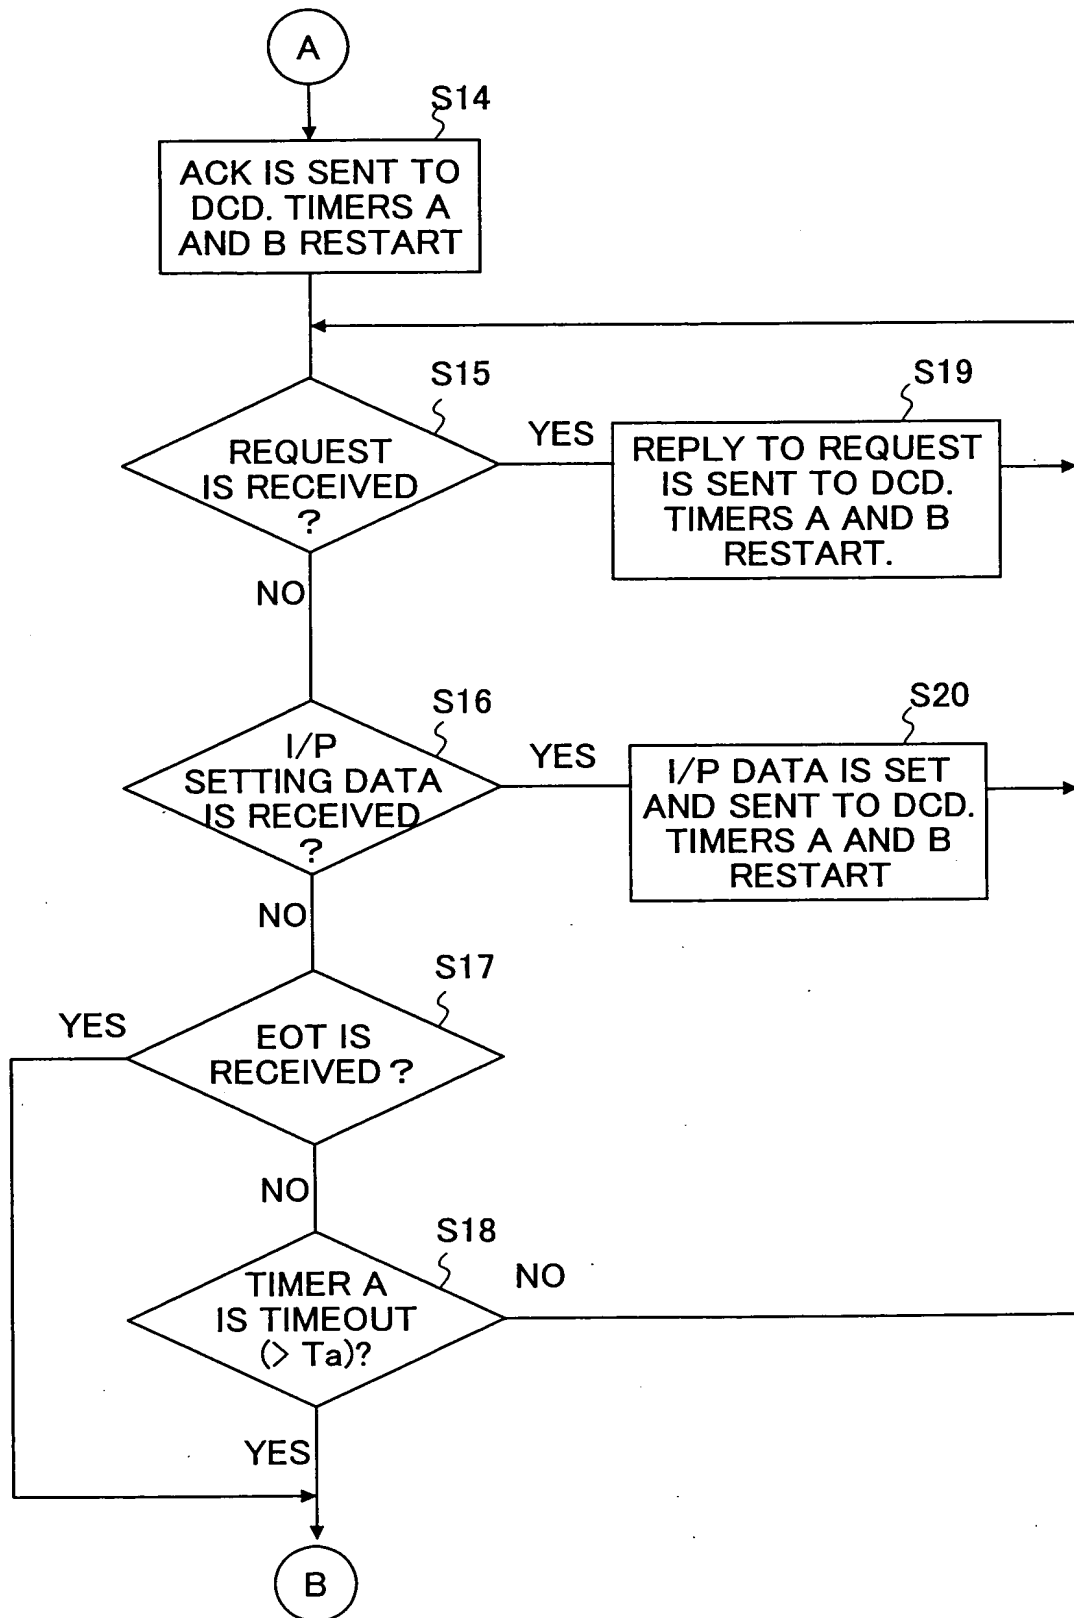 A
S14
ACK IS SENT TO
DCD. TIMERS A
AND B RESTART
S15
REQUEST
IS RECEIVED
?
YES
S19
REPLY TO REQUEST
IS SENT TO DCD.
TIMERS A AND B
RESTART.
NO
S16
I/P
SETTING DATA
IS RECEIVED
?
YES
S20
I/P DATA IS SET
AND SENT TO DCD.
TIMERS A AND B
RESTART
NO
S17
EOT IS
RECEIVED ?
YES
NO
S18
TIMER A
IS TIMEOUT
(> Ta)?
NO
YES
B